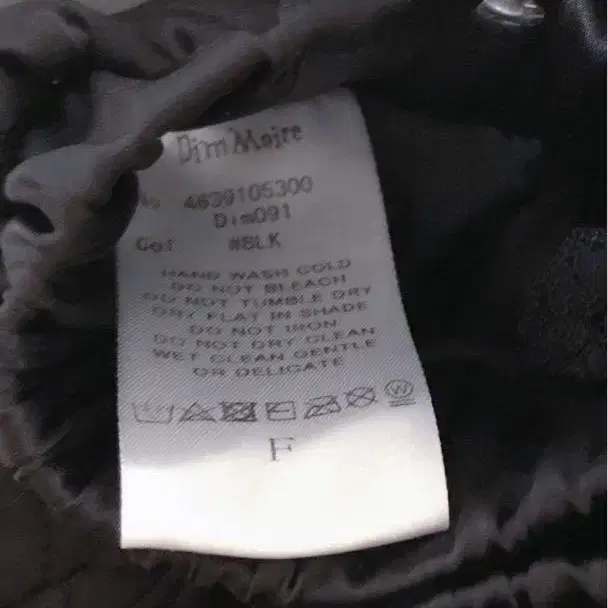 Dim'Moire
No 4639105300
Dim091
Col #BLK
HAND WASH COLD
DO NOT BLEACH
DO NOT TUMBLE DRY
DRY FLAT IN SHADE
DO NOT IRON
DO NOT DRY CLEAN
WET CLEAN GENTLE
OR DELICATE
W
F